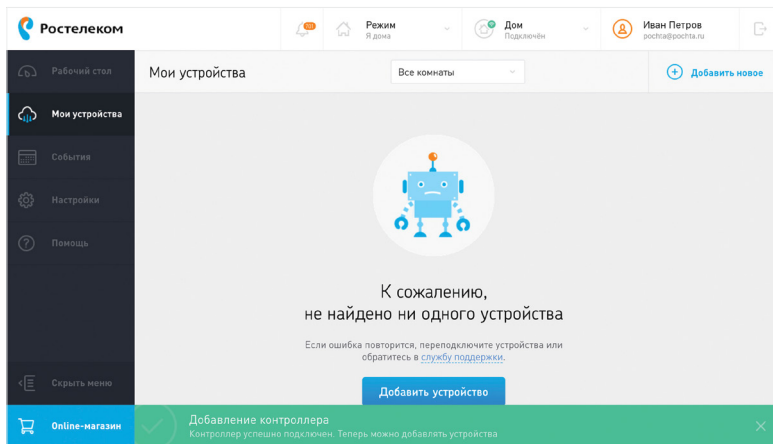 Ростелеком
701
Режим
Я дома
Дом
Подключён
Иван Петров
pochta@pochta.ru
Рабочий стол
Мои устройства
Все комнаты
Добавить новое
Мои устройства
События
Настройки
Помощь
К сожалению,
не найдено ни одного устройства
Если ошибка повторится, переподключите устройства или
обратитесь в службу поддержки.
Добавить устройство
Скрыть меню
Online-магазин
Добавление контроллера
Контроллер успешно подключен. Теперь можно добавлять устройства